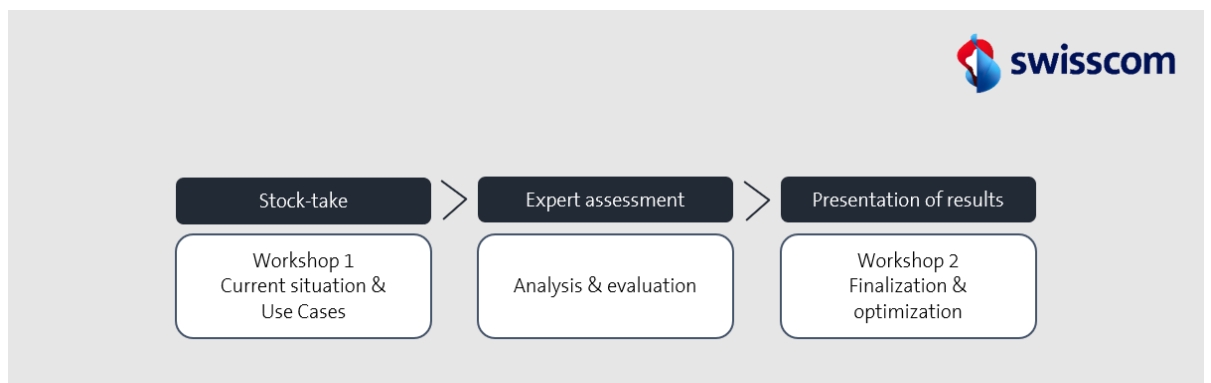 swisscom
Stock-take
Expert assessment
Presentation of results
Workshop 1
Current situation &
Use Cases
Analysis & evaluation
Workshop 2
Finalization &
optimization